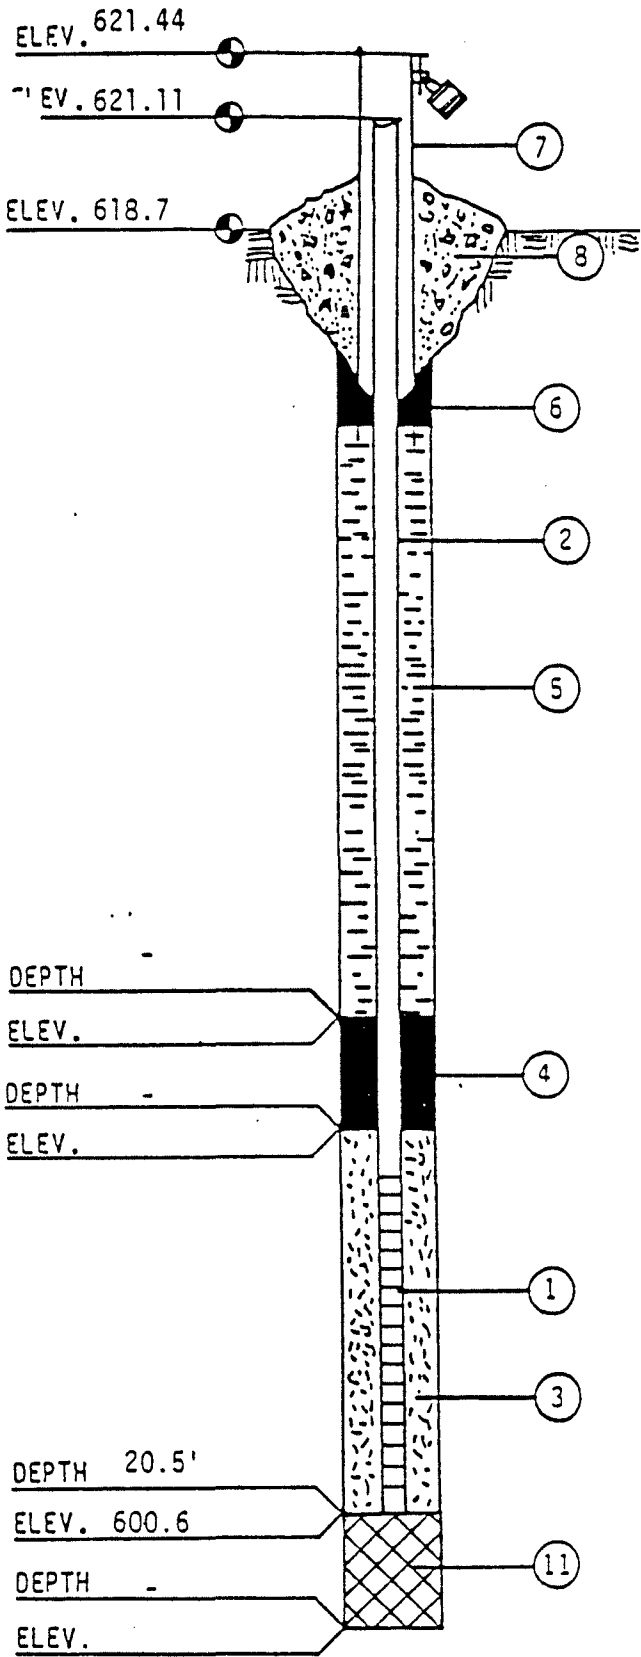 ELEV. 621.44
EV. 621.11
7
ELEV. 618.7
8
6
2
5
DEPTH -
ELEV.
4
DEPTH -
ELEV.
1
3
DEPTH 20.5'
ELEV. 600.6
11
DEPTH -
ELEV.